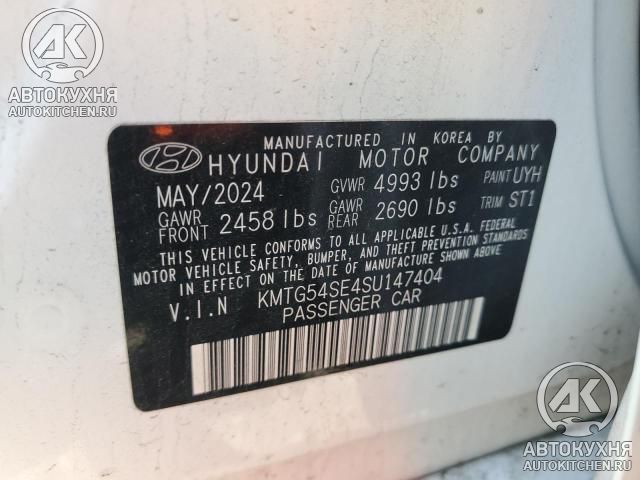 AK
АВТОКУХНЯ
AUTOKITCHEN.RU
MANUFACTURED IN KOREA BY
HYUNDAI MOTOR COMPANY
MAY/2024 GVWR 4993 lbs PAINT UYH
GAWR FRONT 2458 lbs GAWR REAR 2690 lbs TRIM ST1
THIS VEHICLE CONFORMS TO ALL APPLICABLE U.S.A. FEDERAL
MOTOR VEHICLE SAFETY, BUMPER, AND THEFT PREVENTION STANDARDS
IN EFFECT ON THE DATE OF MANUFACTURE SHOWN ABOVE.
V.I.N KMTG54SE4SU147404
PASSENGER CAR
AK
АВТОКУХНЯ
AUTOKITCHEN.RU